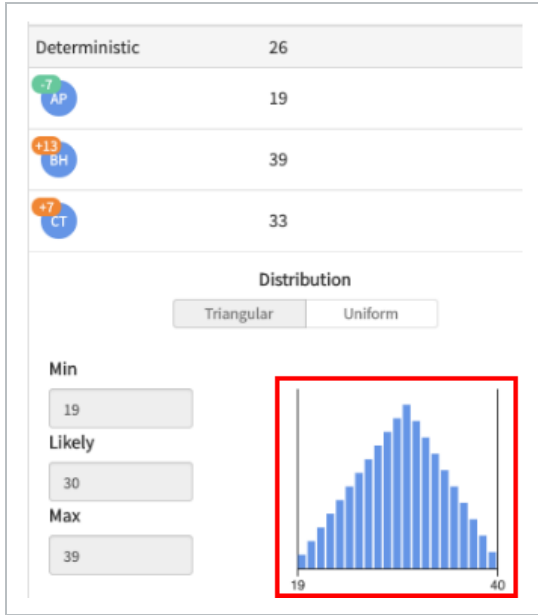 Deterministic 26
-7
AP 19
+13
BH 39
+7
CT 33
Distribution
Triangular Uniform
Min
19
Likely
30
Max
39
19 40